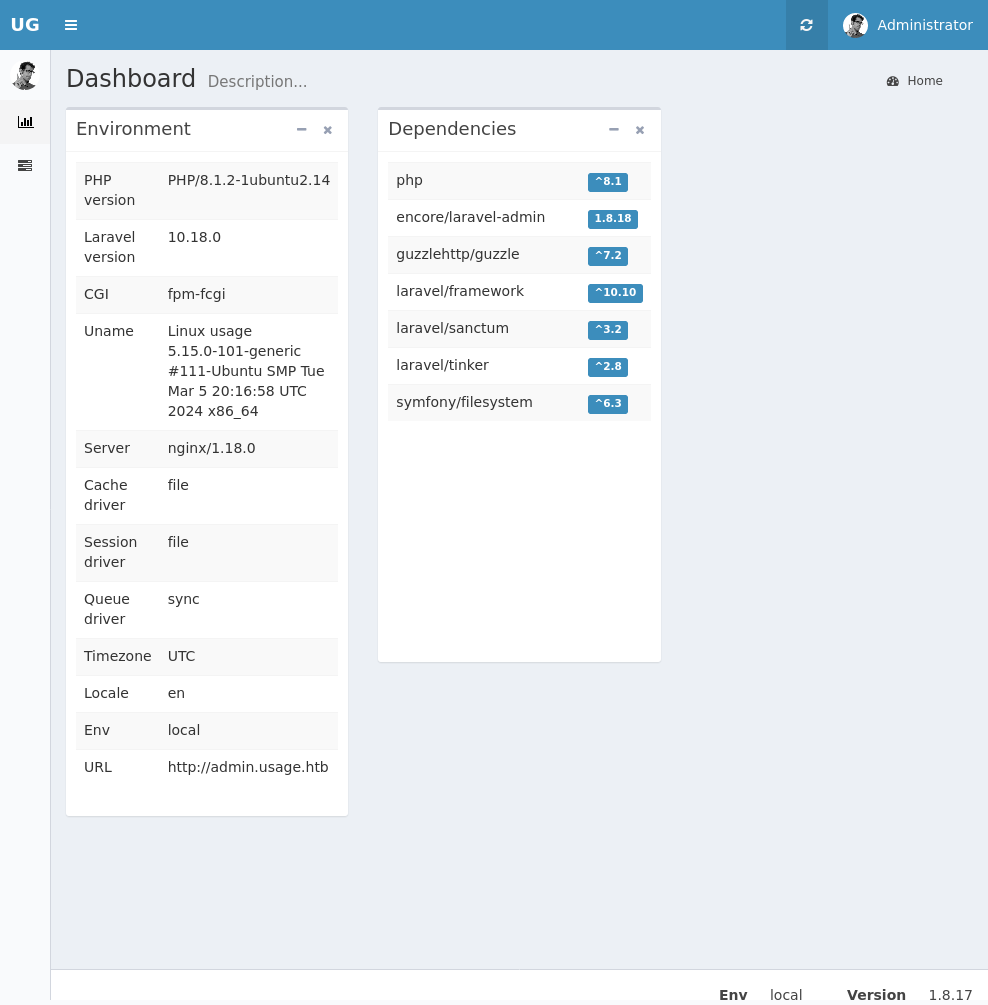 UG
Administrator
Dashboard Description...
Home
Environment
PHP version PHP/8.1.2-1ubuntu2.14
Laravel version 10.18.0
CGI fpm-fcgi
Uname Linux usage
5.15.0-101-generic
#111-Ubuntu SMP Tue
Mar 5 20:16:58 UTC
2024 x86_64
Server nginx/1.18.0
Cache driver file
Session driver file
Queue driver sync
Timezone UTC
Locale en
Env local
URL http://admin.usage.htb
Dependencies
php ^8.1
encore/laravel-admin 1.8.18
guzzlehttp/guzzle ^7.2
laravel/framework ^10.10
laravel/sanctum ^3.2
laravel/tinker ^2.8
symfony/filesystem ^6.3
Env local Version 1.8.17